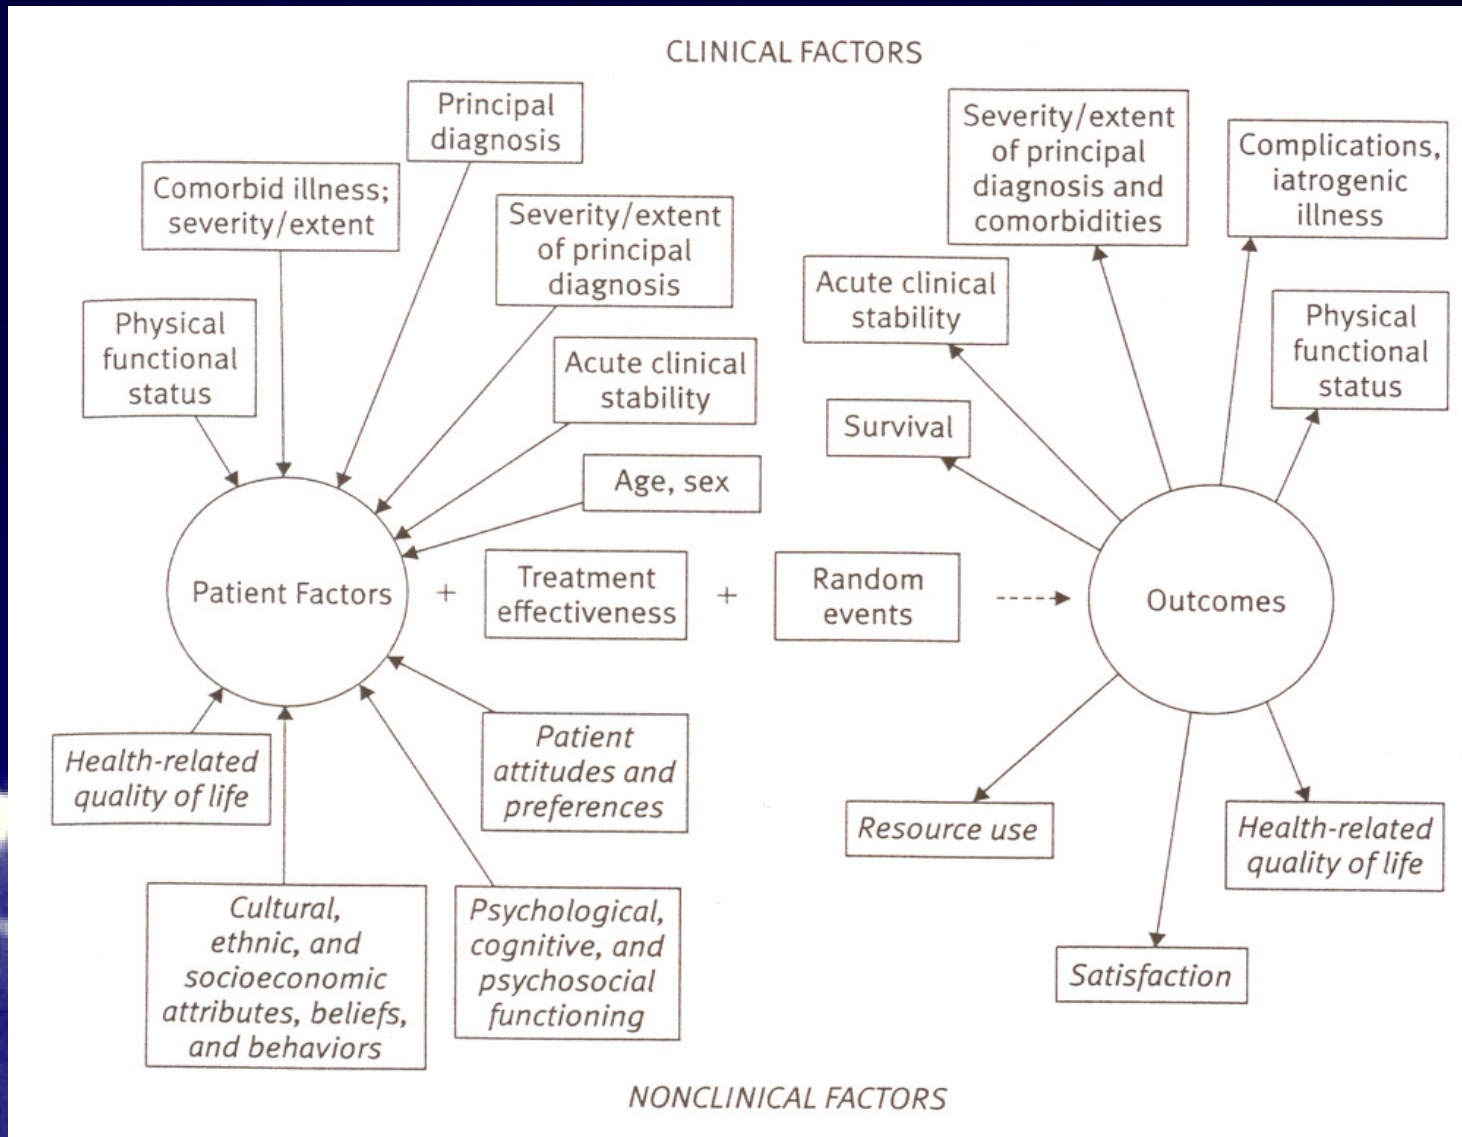 CLINICAL FACTORS
Principal
diagnosis
Comorbid illness;
severity/extent
Severity/extent
of principal
diagnosis
Physical
functional
status
Acute clinical
stability
Age, sex
Patient Factors
+
Treatment
effectiveness
+
Random
events
Severity/extent
of principal
diagnosis and
comorbidities
Complications,
iatrogenic
illness
Acute clinical
stability
Physical
functional
status
Survival
Outcomes
Health-related
quality of life
Patient
attitudes and
preferences
Cultural,
ethnic, and
socioeconomic
attributes, beliefs,
and behaviors
Psychological,
cognitive, and
psychosocial
functioning
Resource use
Health-related
quality of life
Satisfaction
NONCLINICAL FACTORS